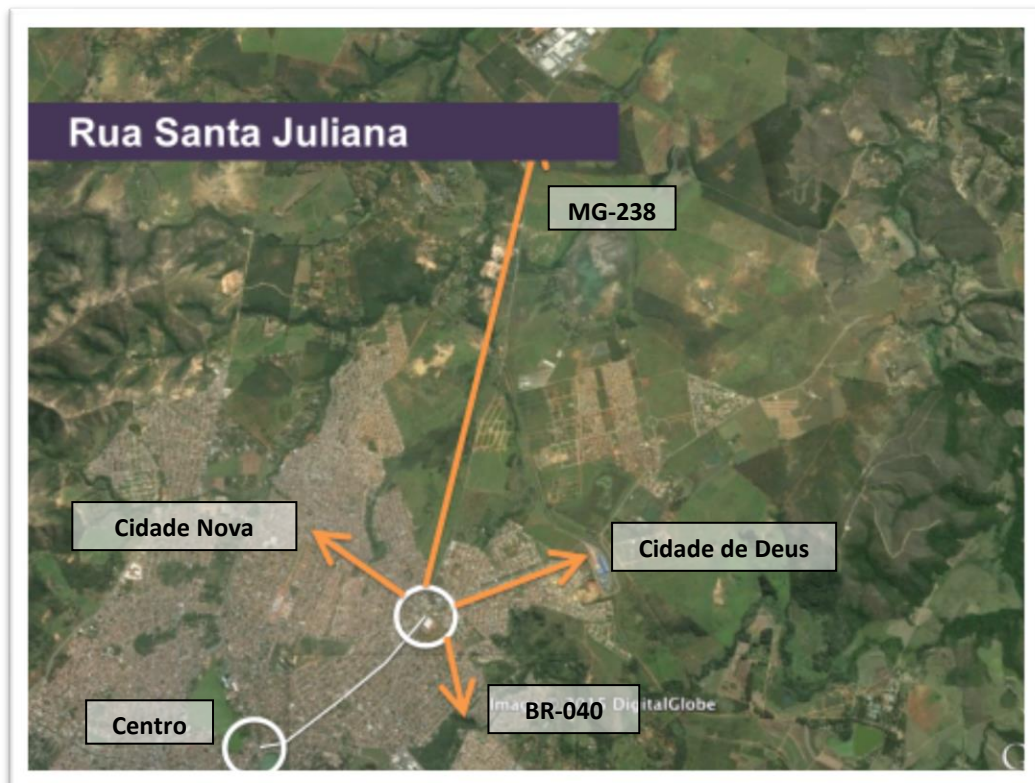 Rua Santa Juliana
MG-238
Cidade Nova
Cidade de Deus
BR-040
DigitalGlobe
Centro